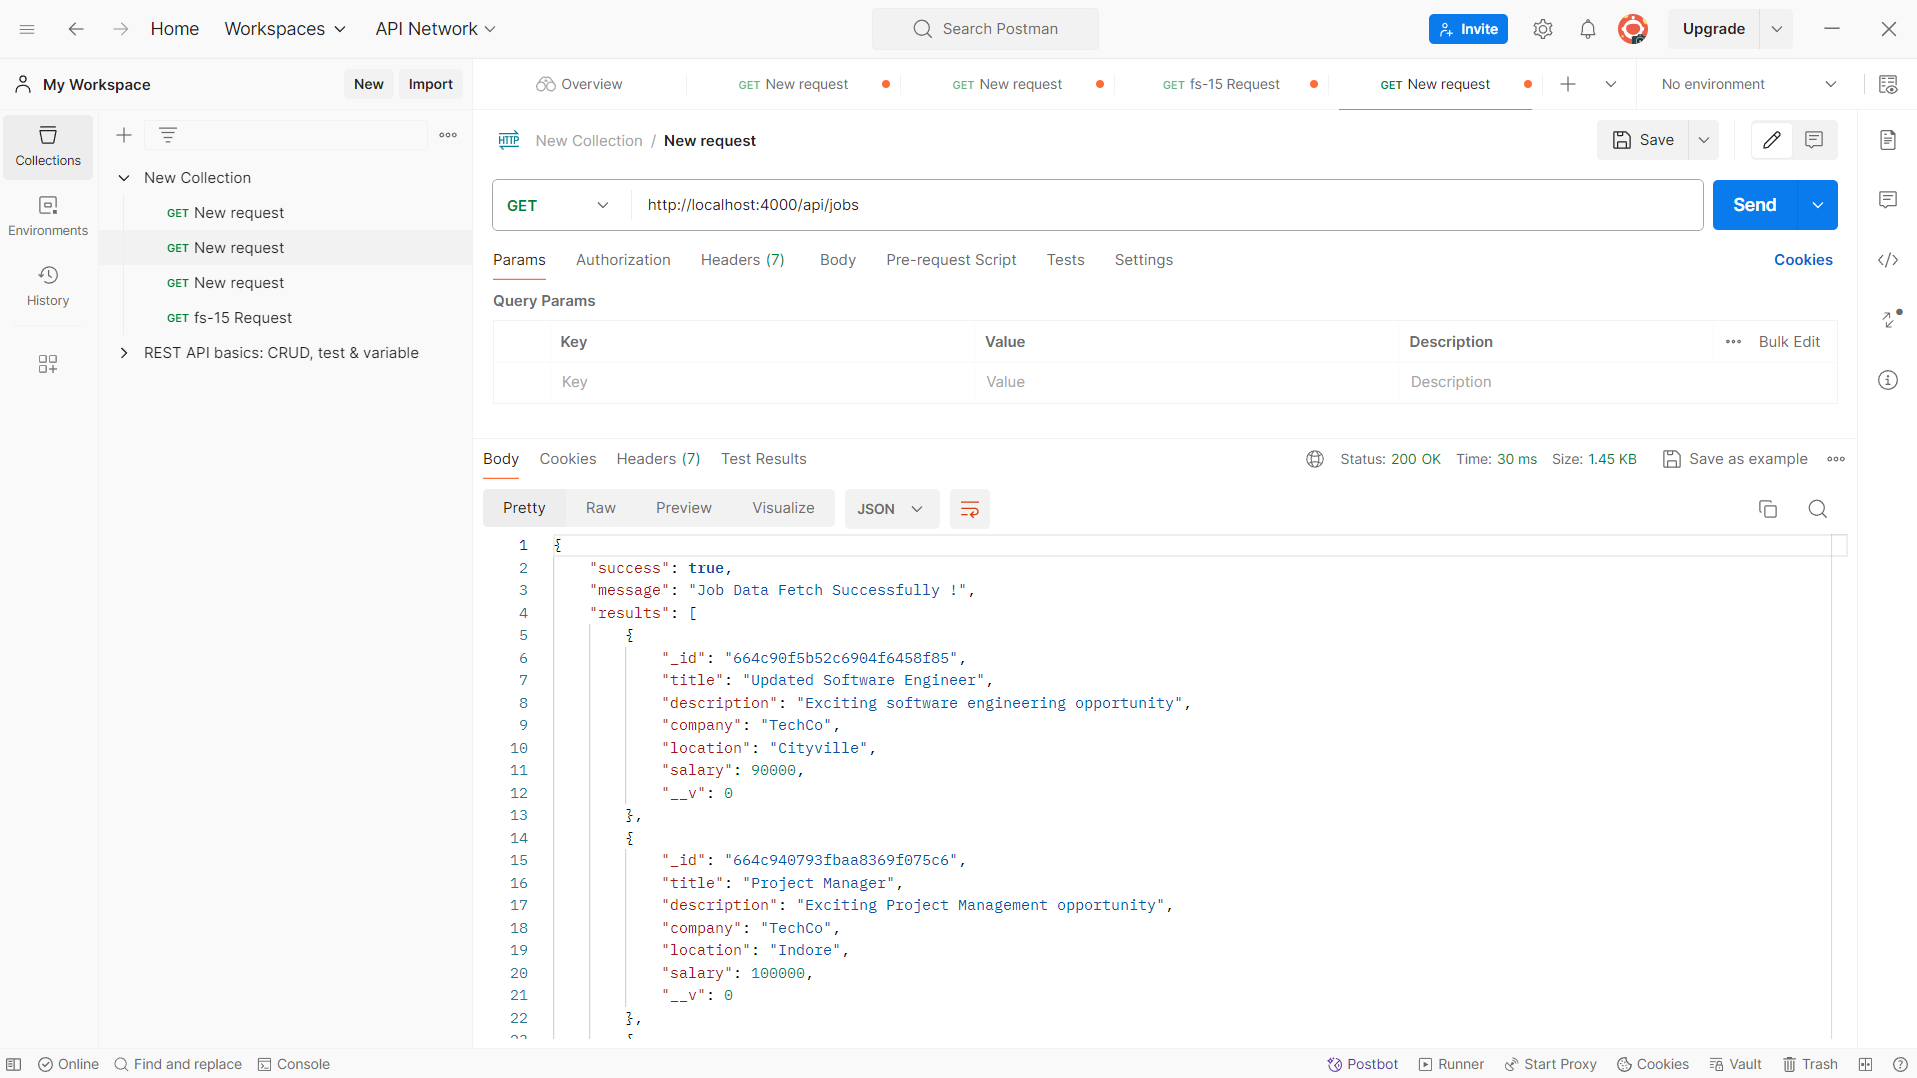 Home Workspaces API Network Search Postman Invite Upgrade
My Workspace New Import Overview GET New request GET New request GET fs-15 Request GET New request No environment
Collections
Environments
History
New Collection
GET New request
GET New request
GET New request
GET fs-15 Request
REST API basics: CRUD, test & variable
HTTP New Collection / New request Save
GET http://localhost:4000/api/jobs Send
Params Authorization Headers (7) Body Pre-request Script Tests Settings Cookies
Query Params
Key Value Description Bulk Edit
Key Value Description
Body Cookies Headers (7) Test Results Status: 200 OK Time: 30 ms Size: 1.45 KB Save as example
Pretty Raw Preview Visualize JSON
1 {
2 "success": true,
3 "message": "Job Data Fetch Successfully !",
4 "results": [
5 {
6 "_id": "664c90f5b52c6904f6458f85",
7 "title": "Updated Software Engineer",
8 "description": "Exciting software engineering opportunity",
9 "company": "TechCo",
10 "location": "Cityville",
11 "salary": 90000,
12 "__v": 0
13 },
14 {
15 "_id": "664c940793fbaa8369f075c6",
16 "title": "Project Manager",
17 "description": "Exciting Project Management opportunity",
18 "company": "TechCo",
19 "location": "Indore",
20 "salary": 100000,
21 "__v": 0
22 },
23 {
Online Find and replace Console Postbot Runner Start Proxy Cookies Vault Trash